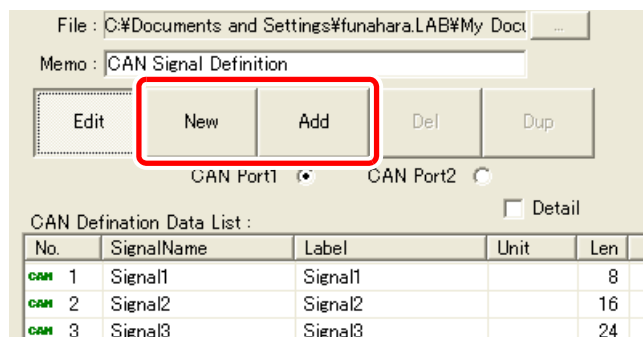 File : C:¥Documents and Settings¥funahara.LAB¥My Docu ...
Memo : CAN Signal Definition
Edit New Add Del Dup
CAN Port1 CAN Port2
Detail
CAN Defination Data List :
No. SignalName Label Unit Len
CAN 1 Signal1 Signal1 8
CAN 2 Signal2 Signal2 16
CAN 3 Signal3 Signal3 24